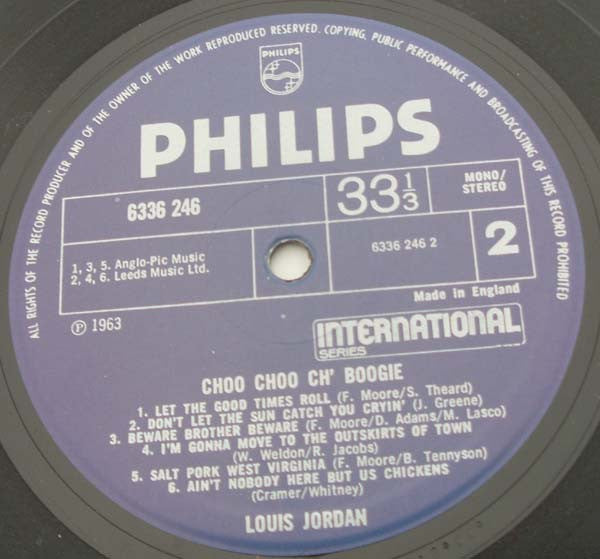 ALL RIGHTS OF THE RECORD PRODUCER AND OF THE OWNER OF THE WORK REPRODUCED RESERVED. COPYING, PUBLIC PERFORMANCE AND BROADCASTING OF THIS RECORD PROHIBITED
PHILIPS
PHILIPS
6336 246
33 1/3
MONO/
STEREO
1, 3, 5. Anglo-Pic Music
2, 4, 6. Leeds Music Ltd.
6336 246 2
2
Made in England
Ⓟ 1963
INTERNATIONAL
SERIES
CHOO CHOO CH' BOOGIE
1. LET THE GOOD TIMES ROLL (F. Moore/S. Theard)
2. DON'T LET THE SUN CATCH YOU CRYIN' (J. Greene)
3. BEWARE BROTHER BEWARE (F. Moore/D. Adams/M. Lasco)
4. I'M GONNA MOVE TO THE OUTSKIRTS OF TOWN
(W. Weldon/R. Jacobs)
5. SALT PORK WEST VIRGINIA (F. Moore/B. Tennyson)
6. AIN'T NOBODY HERE BUT US CHICKENS
(Cramer/Whitney)
LOUIS JORDAN